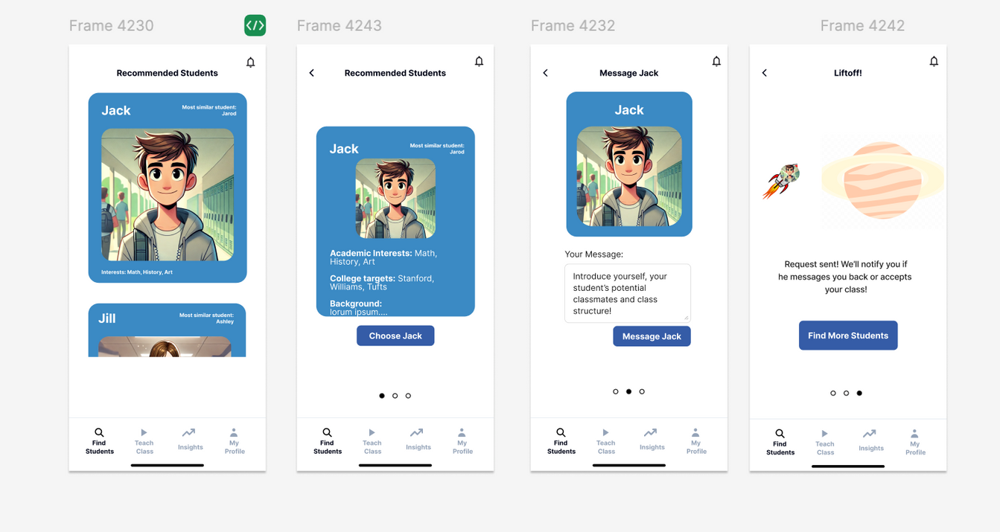 Frame 4230
</>
Recommended Students
Jack
Most similar student:
Jarod
Interests: Math, History, Art
Jill
Most similar student:
Ashley
Find
Students
Teach
Class
Insights
My
Profile
Frame 4243
Recommended Students
Jack
Most similar student:
Jarod
Academic Interests: Math,
History, Art
College targets: Stanford,
Williams, Tufts
Background:
lorum ipsum....
Choose Jack
Find
Students
Teach
Class
Insights
My
Profile
Frame 4232
Message Jack
Jack
Your Message:
Introduce yourself, your
student's potential
classmates and class
structure!
Message Jack
Find
Students
Teach
Class
Insights
My
Profile
Frame 4242
Liftoff!
Request sent! We'll notify you if
he messages you back or accepts
your class!
Find More Students
Find
Students
Teach
Class
Insights
My
Profile